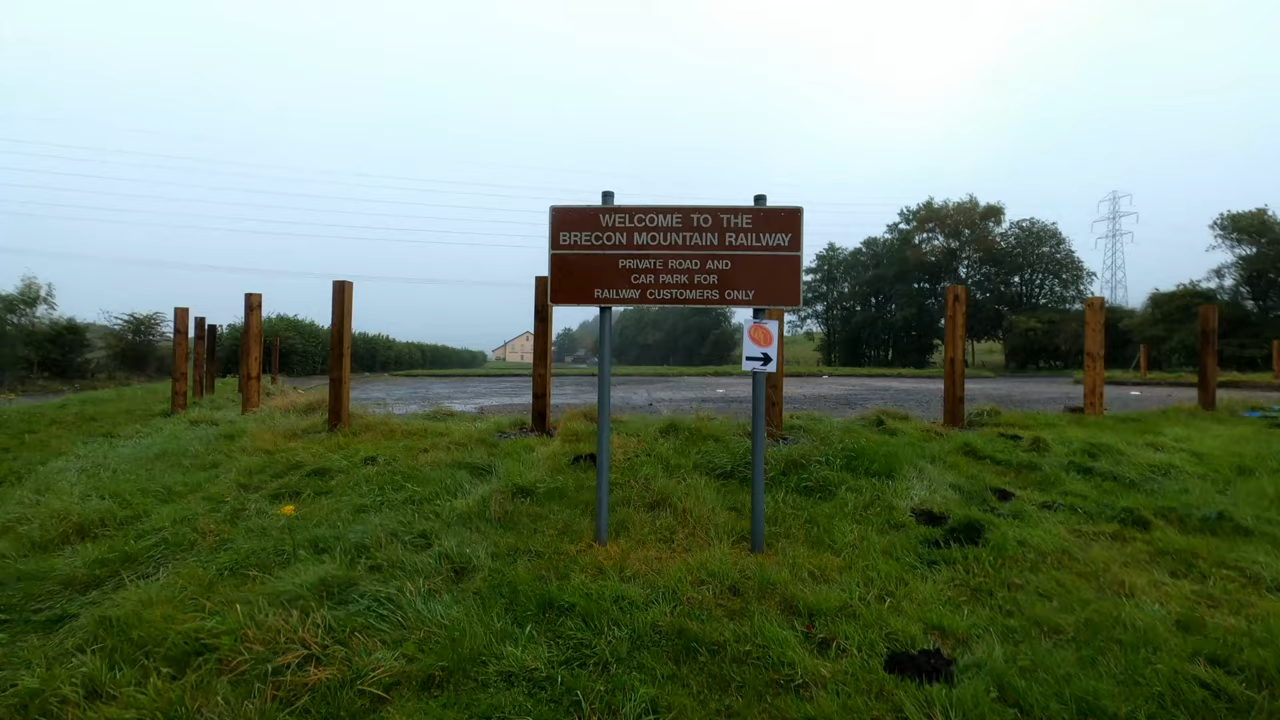 WELCOME TO THE
BRECON MOUNTAIN RAILWAY
PRIVATE ROAD AND
CAR PARK FOR
RAILWAY CUSTOMERS ONLY